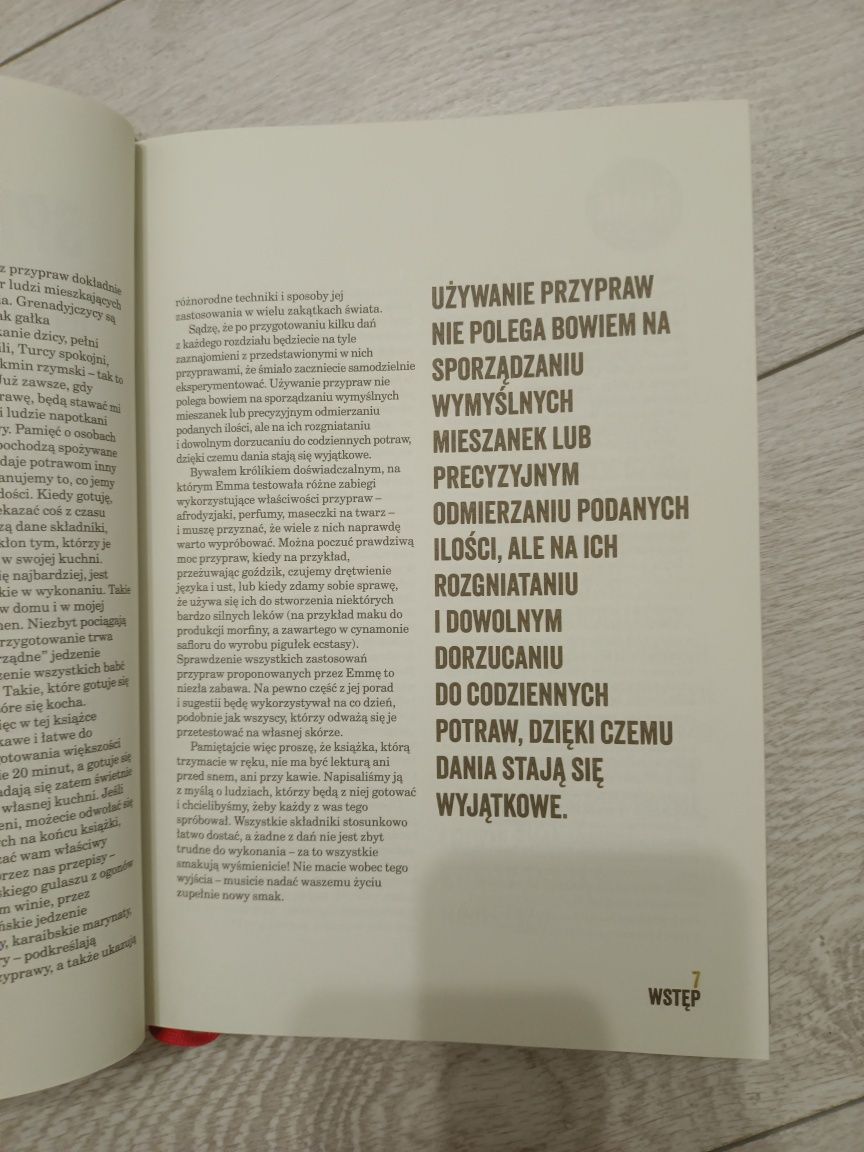 z przypraw dokładnie
r ludzi mieszkających
a. Grenadyjczycy są
ak gałka
kanie dzicy, pełni
ili, Turcy spokojni,
kmin rzymski – tak to
Już zawsze, gdy
rawę, będą stawać mi
i ludzie napotkani
ry. Pamięć o osobach
pochodzą spożywane
daje potrawom inny
anujemy to, co jemy
dości. Kiedy gotuję,
ekazać coś z czasu
zą dane składniki,
kłon tym, którzy je
w swojej kuchni.
ię najbardziej, jest
kie w wykonaniu. Takie
w domu i w mojej
nen. Niezbyt pociągają
rzygotowanie trwa
rządne” jedzenie
zenie wszystkich babć
Takie, które gotuje się
óre się kocha.
ięc w tej książce
kawe i łatwe do
gotowania większości
ie 20 minut, a gotuje się
adają się zatem świetnie
własnej kuchni. Jeśli
eni, możecie odwołać się
ch na końcu książki,
zać wam właściwy
orzez nas przepisy –
skiego gulaszu z ogonów
m winie, przez
ńskie jedzenie
y, karaibskie marynaty,
ry – podkreślają
zyprawy, a także ukazują
różnorodne techniki i sposoby jej
zastosowania w wielu zakątkach świata.
Sądzę, że po przygotowaniu kilku dań
z każdego rozdziału będziecie na tyle
zaznajomieni z przedstawionymi w nich
przyprawami, że śmiało zaczniecie samodzielnie
eksperymentować. Używanie przypraw nie
polega bowiem na sporządzaniu wymyślnych
mieszanek lub precyzyjnym odmierzaniu
podanych ilości, ale na ich rozgniataniu
i dowolnym dorzucaniu do codziennych potraw,
dzięki czemu dania stają się wyjątkowe.
Bywałem królikiem doświadczalnym, na
którym Emma testowała różne zabiegi
wykorzystujące właściwości przypraw –
afrodyzjaki, perfumy, maseczki na twarz –
i muszę przyznać, że wiele z nich naprawdę
warto wypróbować. Można poczuć prawdziwą
moc przypraw, kiedy na przykład,
przeżuwając goździk, czujemy drętwienie
języka i ust, lub kiedy zdamy sobie sprawę,
że używa się ich do stworzenia niektórych
bardzo silnych leków (na przykład maku do
produkcji morfiny, a zawartego w cynamonie
safloru do wyrobu pigułek ecstasy).
Sprawdzenie wszystkich zastosowań
przypraw proponowanych przez Emmę to
niezła zabawa. Na pewno część z jej porad
i sugestii będę wykorzystywał na co dzień,
podobnie jak wszyscy, którzy odważą się je
przetestować na własnej skórze.
Pamiętajcie więc proszę, że książka, którą
trzymacie w ręku, nie ma być lekturą ani
przed snem, ani przy kawie. Napisaliśmy ją
z myślą o ludziach, którzy będą z niej gotować
i chcielibyśmy, żeby każdy z was tego
spróbował. Wszystkie składniki stosunkowo
łatwo dostać, a żadne z dań nie jest zbyt
trudne do wykonania – za to wszystkie
smakują wyśmienicie! Nie macie wobec tego
wyjścia – musicie nadać waszemu życiu
zupełnie nowy smak.
UŻYWANIE PRZYPRAW
NIE POLEGA BOWIEM NA
SPORZĄDZANIU
WYMYŚLNYCH
MIESZANEK LUB
PRECYZYJNYM
ODMIERZANIU PODANYCH
ILOŚCI, ALE NA ICH
ROZGNIATANIU
I DOWOLNYM
DORZUCANIU
DO CODZIENNYCH
POTRAW, DZIĘKI CZEMU
DANIA STAJĄ SIĘ
WYJĄTKOWE.
7
WSTĘP